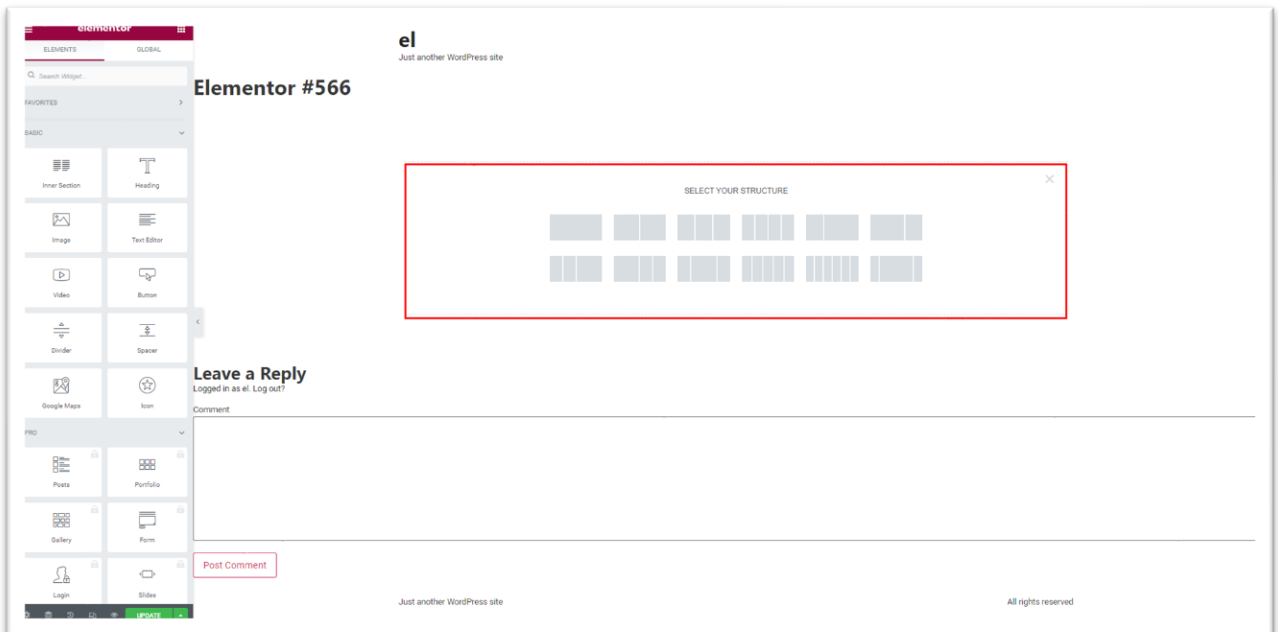 elementor
ELEMENTS GLOBAL
Search Widget...
FAVORITES
BASIC
Inner Section Heading
Image Text Editor
Video Button
Divider Spacer
Google Maps Icon
PRO
Posts Portfolio
Gallery Form
Login Slides
UPDATE
el
Just another WordPress site
Elementor #566
SELECT YOUR STRUCTURE
Leave a Reply
Logged in as el. Log out?
Comment
Post Comment
Just another WordPress site All rights reserved